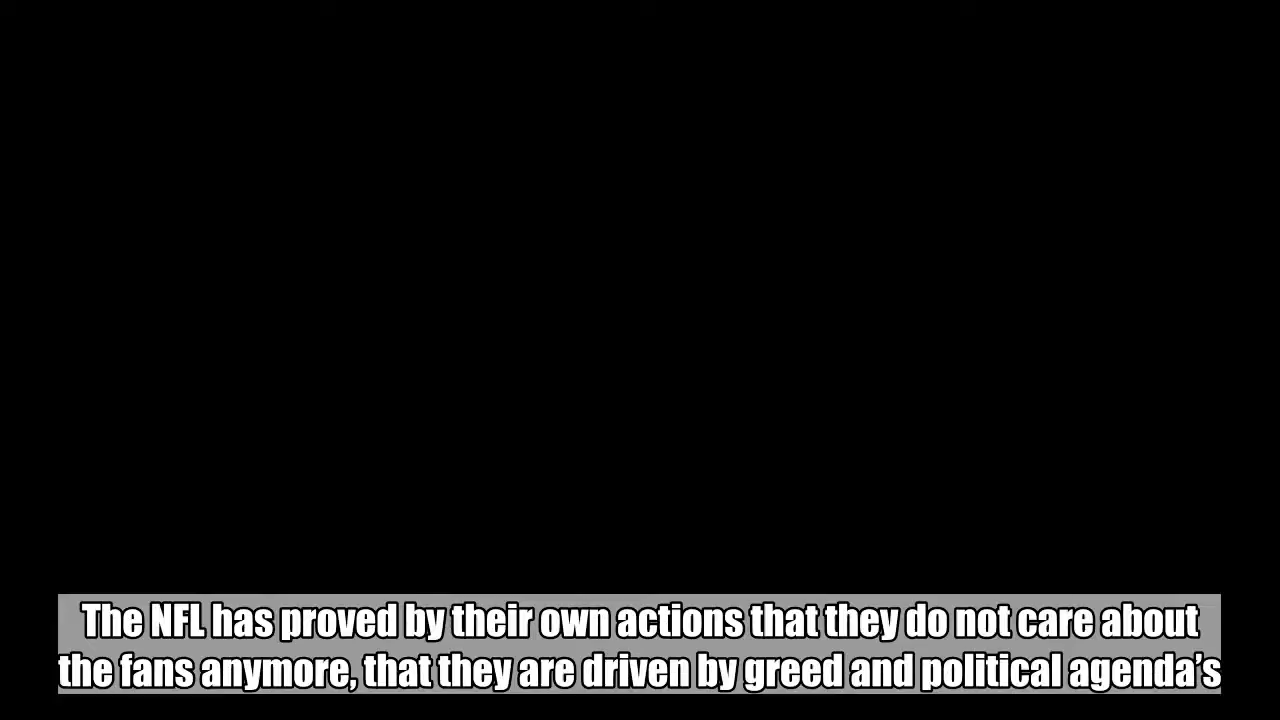 The NFL has proved by their own actions that they do not care about
the fans anymore, that they are driven by greed and political agenda’s